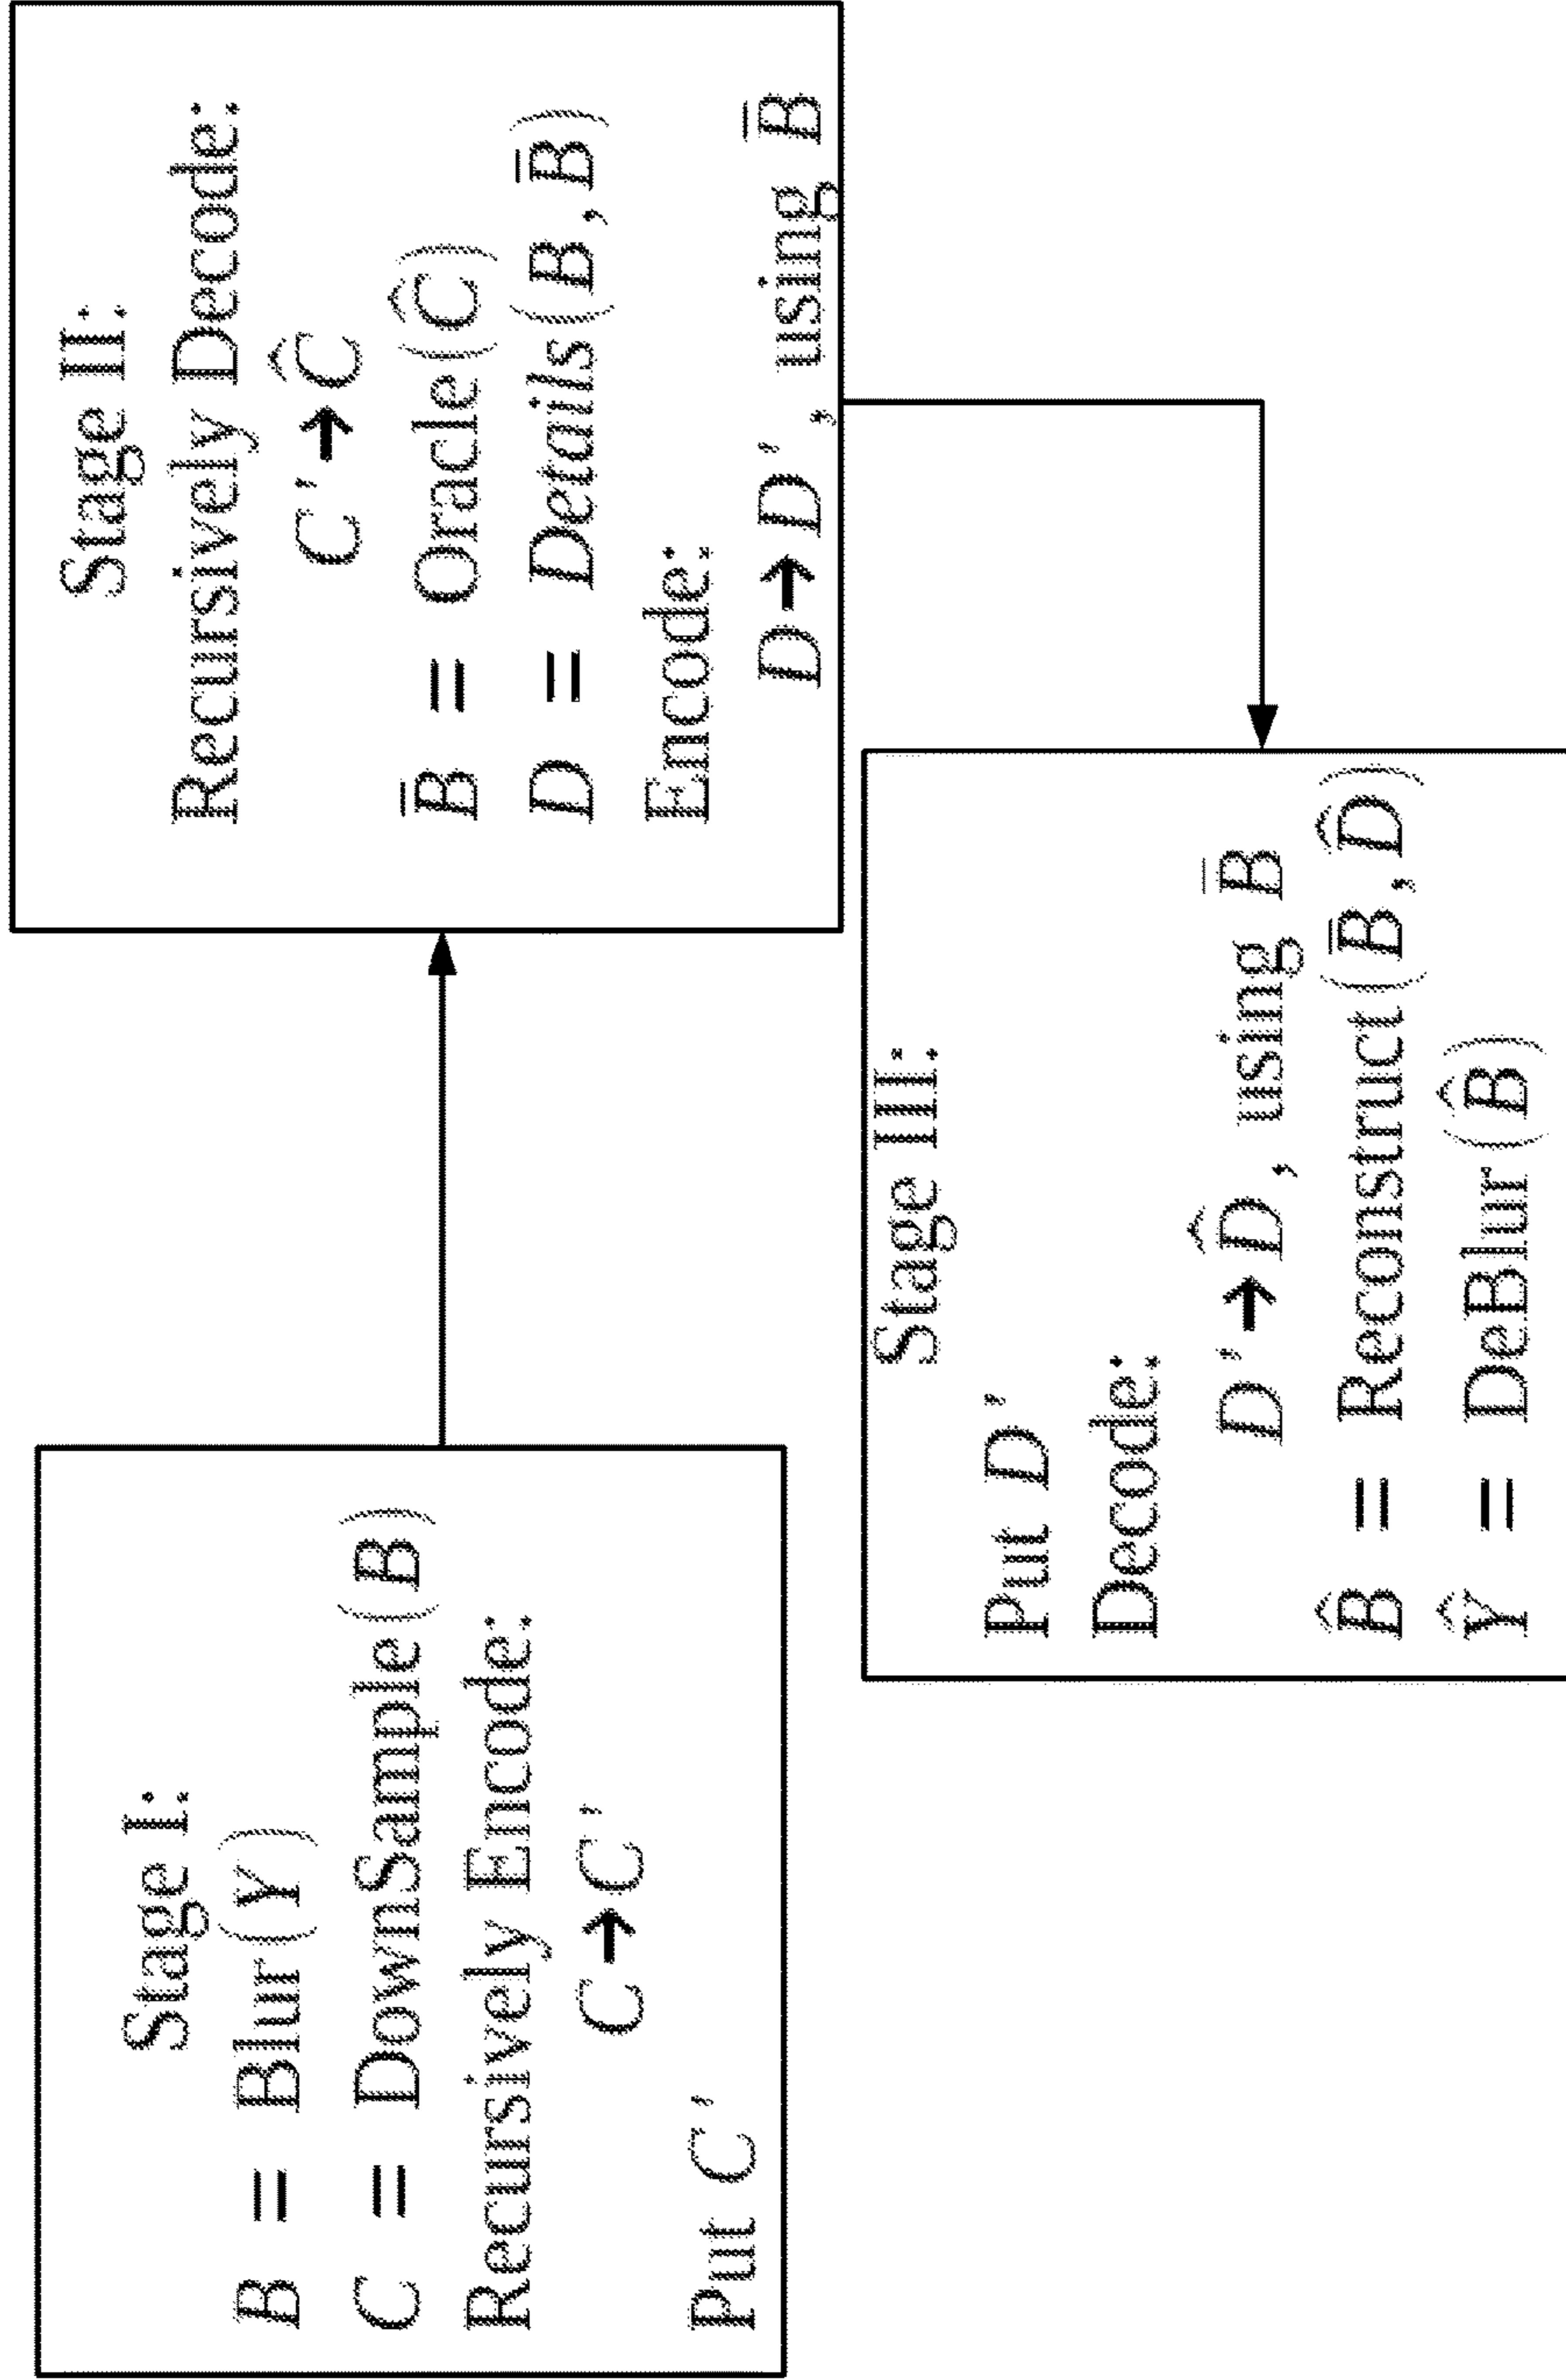 Stage I:
B = Blur(Y)
C = DownSample(B)
Recursively Encode:
C→C'
Put C'
Stage II:
Recursively Decode:
C'→Ĉ
B̄ = Oracle(Ĉ)
D = Details(B,B̄)
Encode:
D→D', using B̄
Stage III:
Put D'
Decode:
D'→D̂, using B̄
B̂ = Reconstruct(B̄,D̂)
Ŷ = DeBlur(B̂)